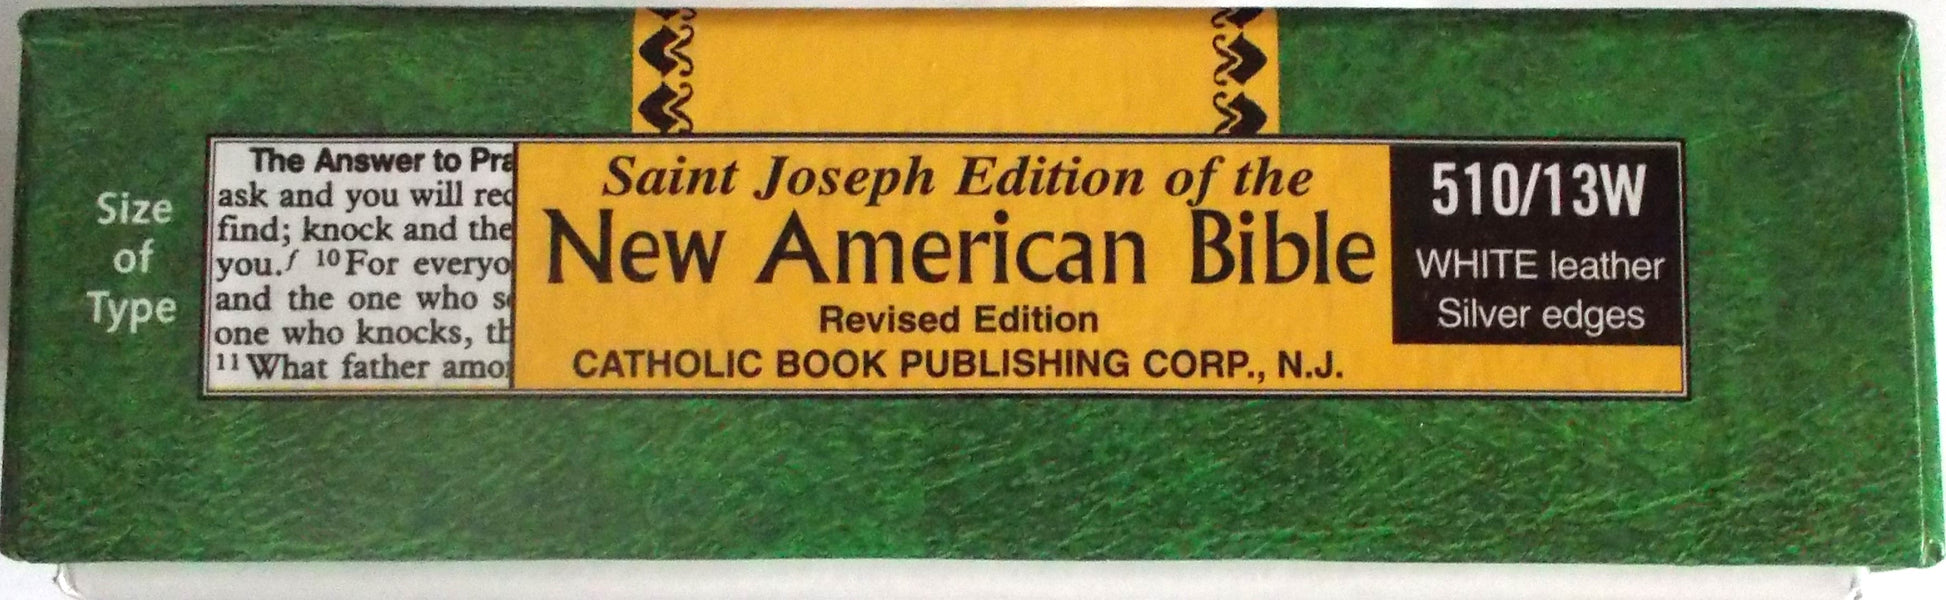 Size
of
Type
The Answer to Pra
ask and you will rec
find; knock and the
you.f 10 For everyo
and the one who s
one who knocks, th
11 What father amo
Saint Joseph Edition of the
New American Bible
Revised Edition
CATHOLIC BOOK PUBLISHING CORP., N.J.
510/13W
WHITE leather
Silver edges